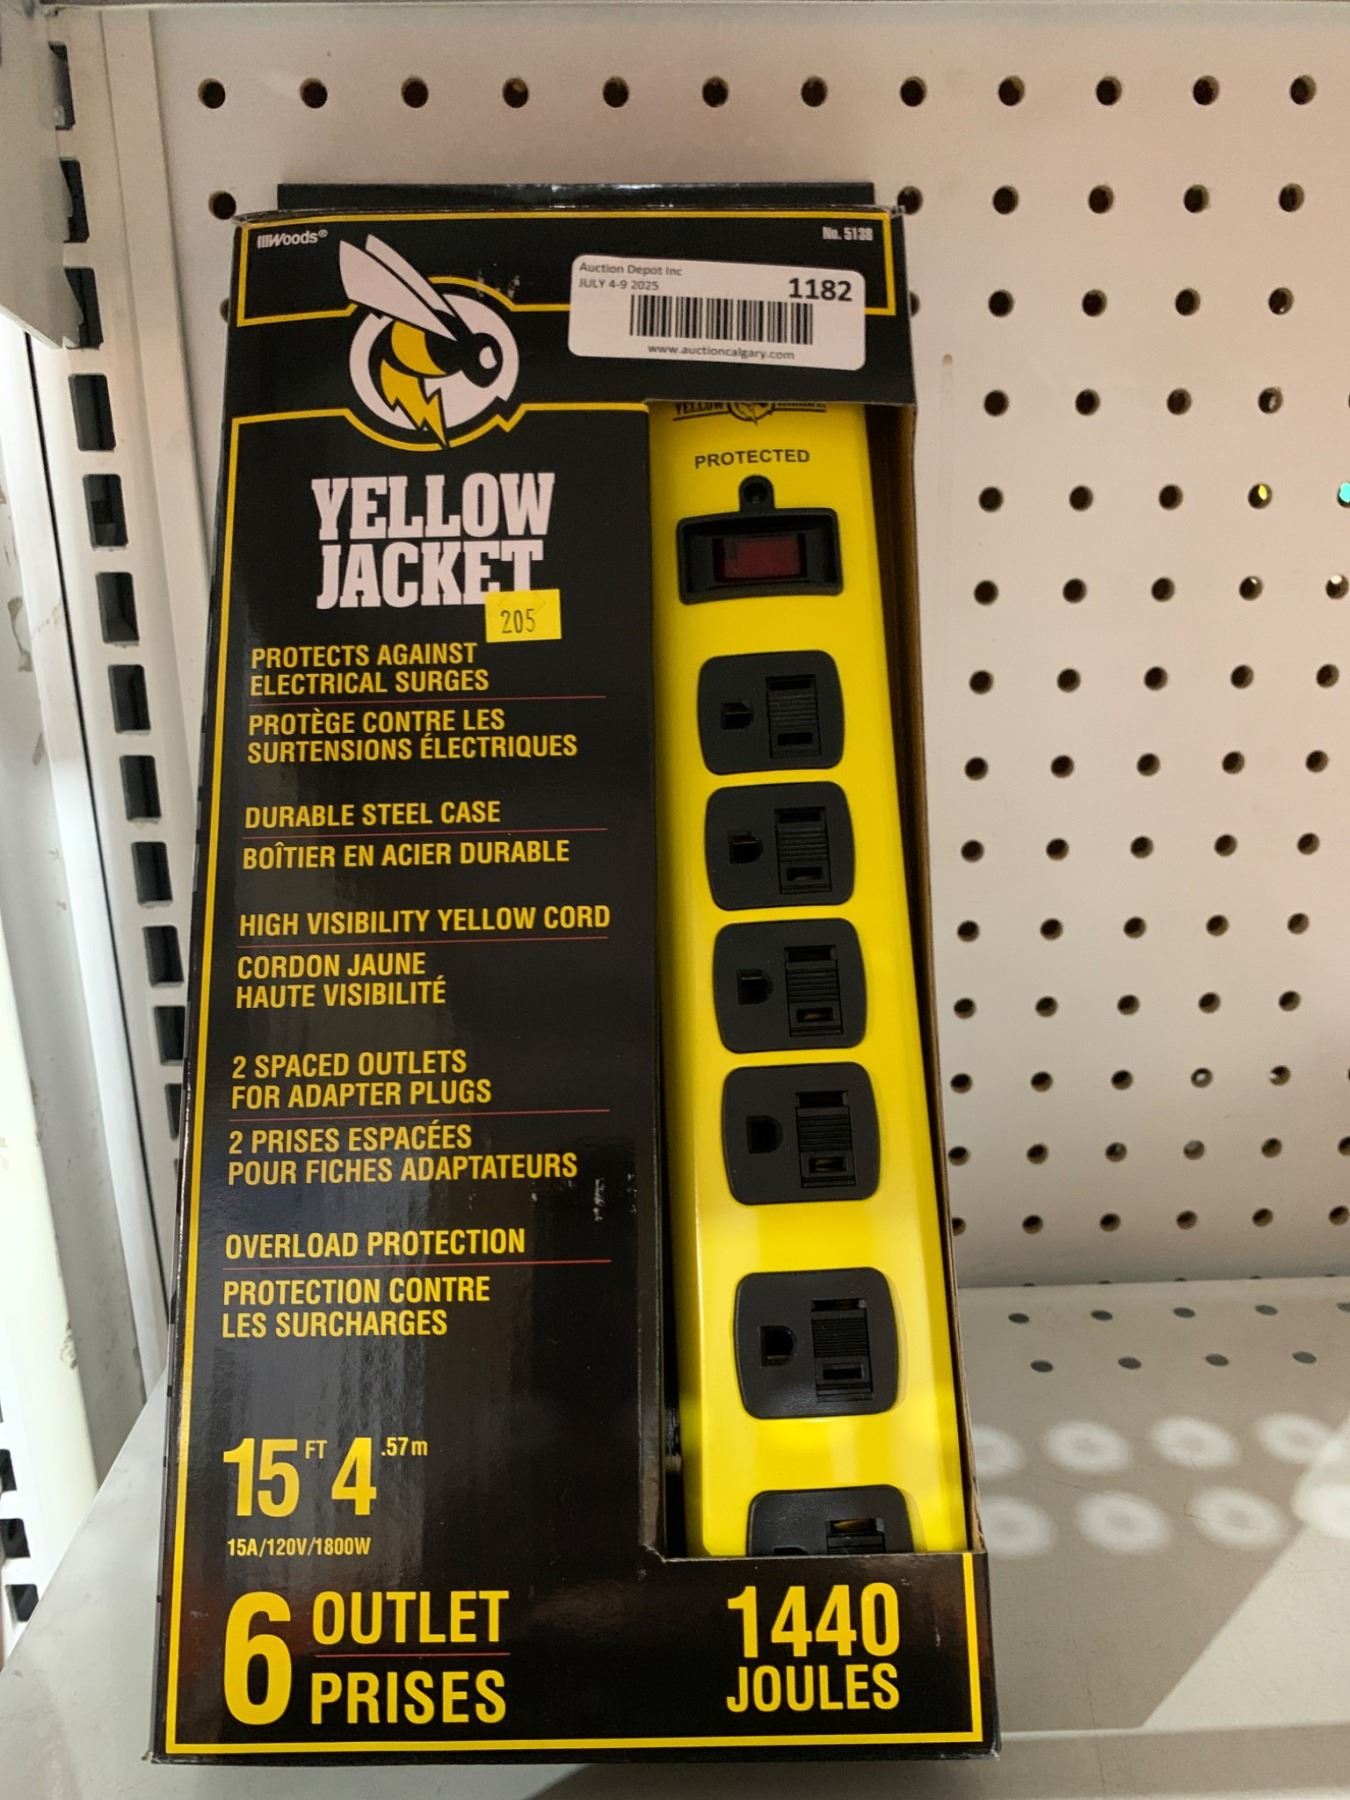 Woods®
No. 5138
Auction Depot Inc
JULY 4-9 2025
1182
www.auctioncalgary.com
YELLOW
PROTECTED
YELLOW
JACKET
205
PROTECTS AGAINST
ELECTRICAL SURGES
PROTÈGE CONTRE LES
SURTENSIONS ÉLECTRIQUES
DURABLE STEEL CASE
BOÎTIER EN ACIER DURABLE
HIGH VISIBILITY YELLOW CORD
CORDON JAUNE
HAUTE VISIBILITÉ
2 SPACED OUTLETS
FOR ADAPTER PLUGS
2 PRISES ESPACÉES
POUR FICHES ADAPTATEURS
OVERLOAD PROTECTION
PROTECTION CONTRE
LES SURCHARGES
15 FT 4.57m
15A/120V/1800W
6 OUTLET
PRISES
1440
JOULES